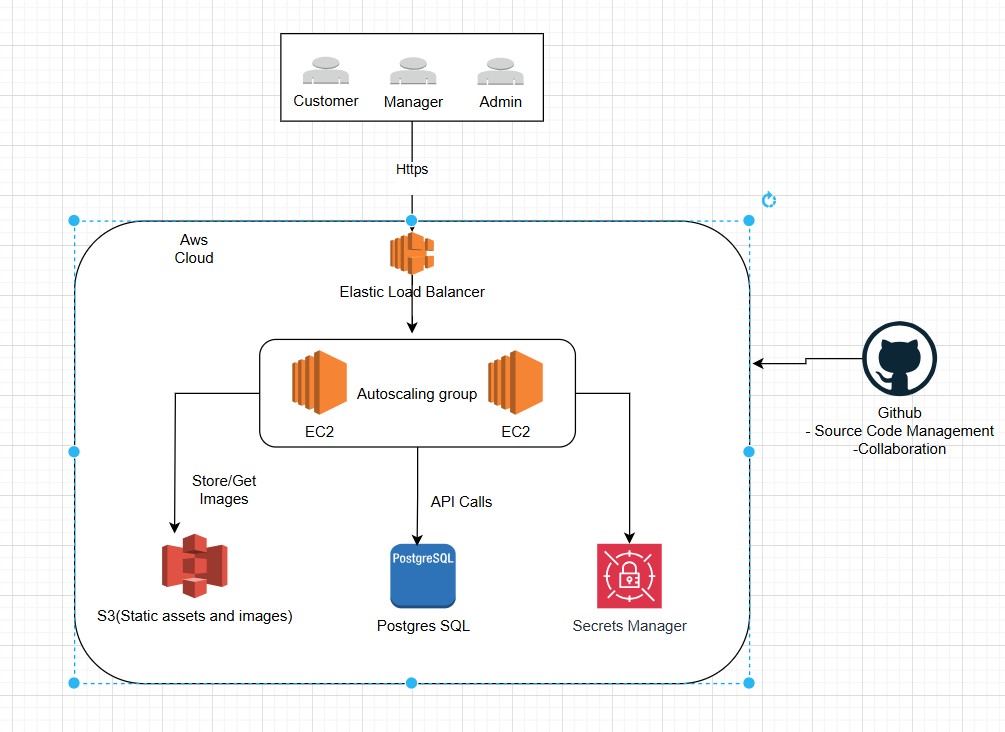 Customer
Manager
Admin
Https
Aws
Cloud
Elastic Load Balancer
Autoscaling group
EC2
EC2
Github
- Source Code Management
-Collaboration
Store/Get
Images
API Calls
PostgreSQL
S3(Static assets and images)
Postgres SQL
Secrets Manager